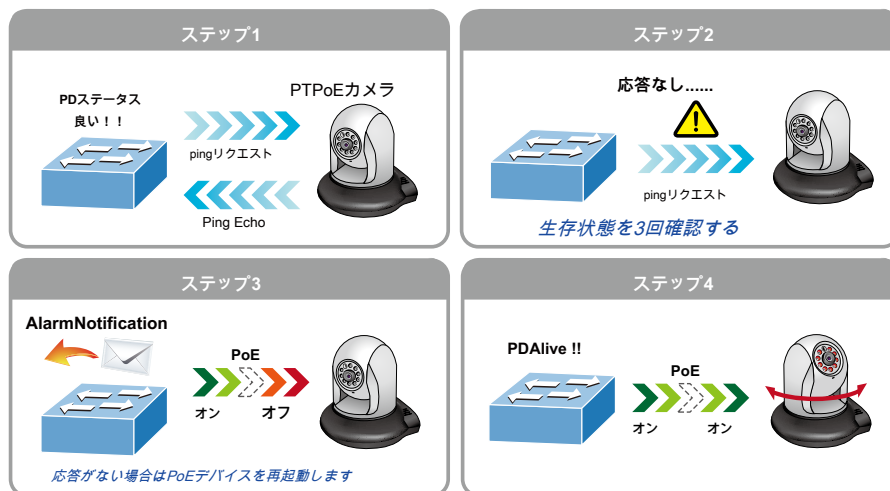 ステップ1
PDステータス
良い！！
PTPoEカメラ
pingリクエスト
Ping Echo
ステップ2
応答なし......
pingリクエスト
生存状態を3回確認する
ステップ3
AlarmNotification
PoE
オン
オフ
応答がない場合はPoEデバイスを再起動します
ステップ4
PDAlive !!
PoE
オン
オン